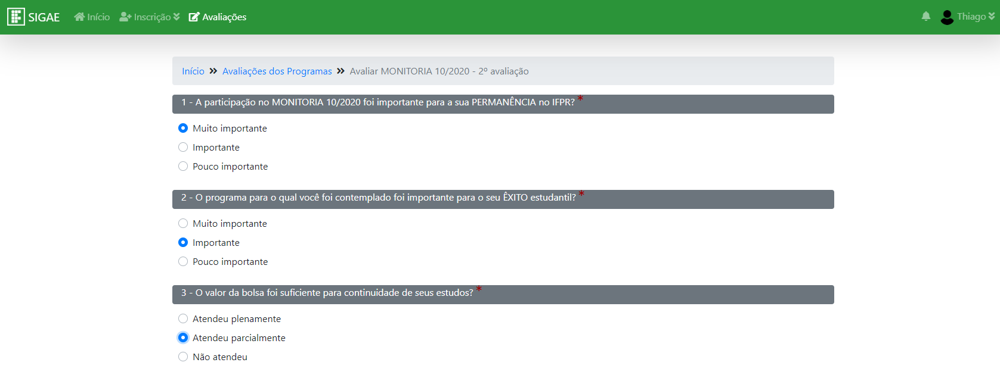 SIGAE Início Inscrição Avaliações Thiago
Início Avaliações dos Programas Avaliar MONITORIA 10/2020 - 2º avaliação
1 - A participação no MONITORIA 10/2020 foi importante para a sua PERMANÊNCIA no IFPR? *
Muito importante
Importante
Pouco importante
2 - O programa para o qual você foi contemplado foi importante para o seu ÊXITO estudantil? *
Muito importante
Importante
Pouco importante
3 - O valor da bolsa foi suficiente para continuidade de seus estudos? *
Atendeu plenamente
Atendeu parcialmente
Não atendeu